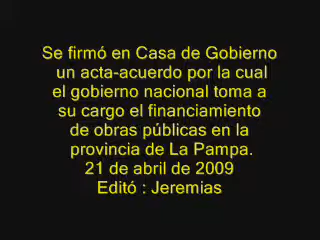 Se firmó en Casa de Gobierno
un acta-acuerdo por la cual
el gobierno nacional toma a
su cargo el financiamiento
de obras públicas en la
provincia de La Pampa.
21 de abril de 2009
Editó : Jeremias